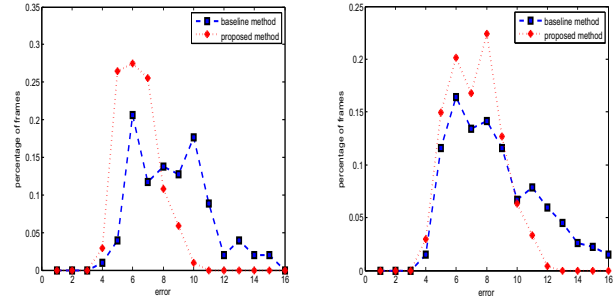 0.35
0.3
0.25
0.2
0.15
0.1
0.05
0
0 2 4 6 8 10 12 14 16
percentage of frames
error
baseline method
proposed method
0.25
0.2
0.15
0.1
0.05
0
0 2 4 6 8 10 12 14 16
percentage of frames
error
baseline method
proposed method